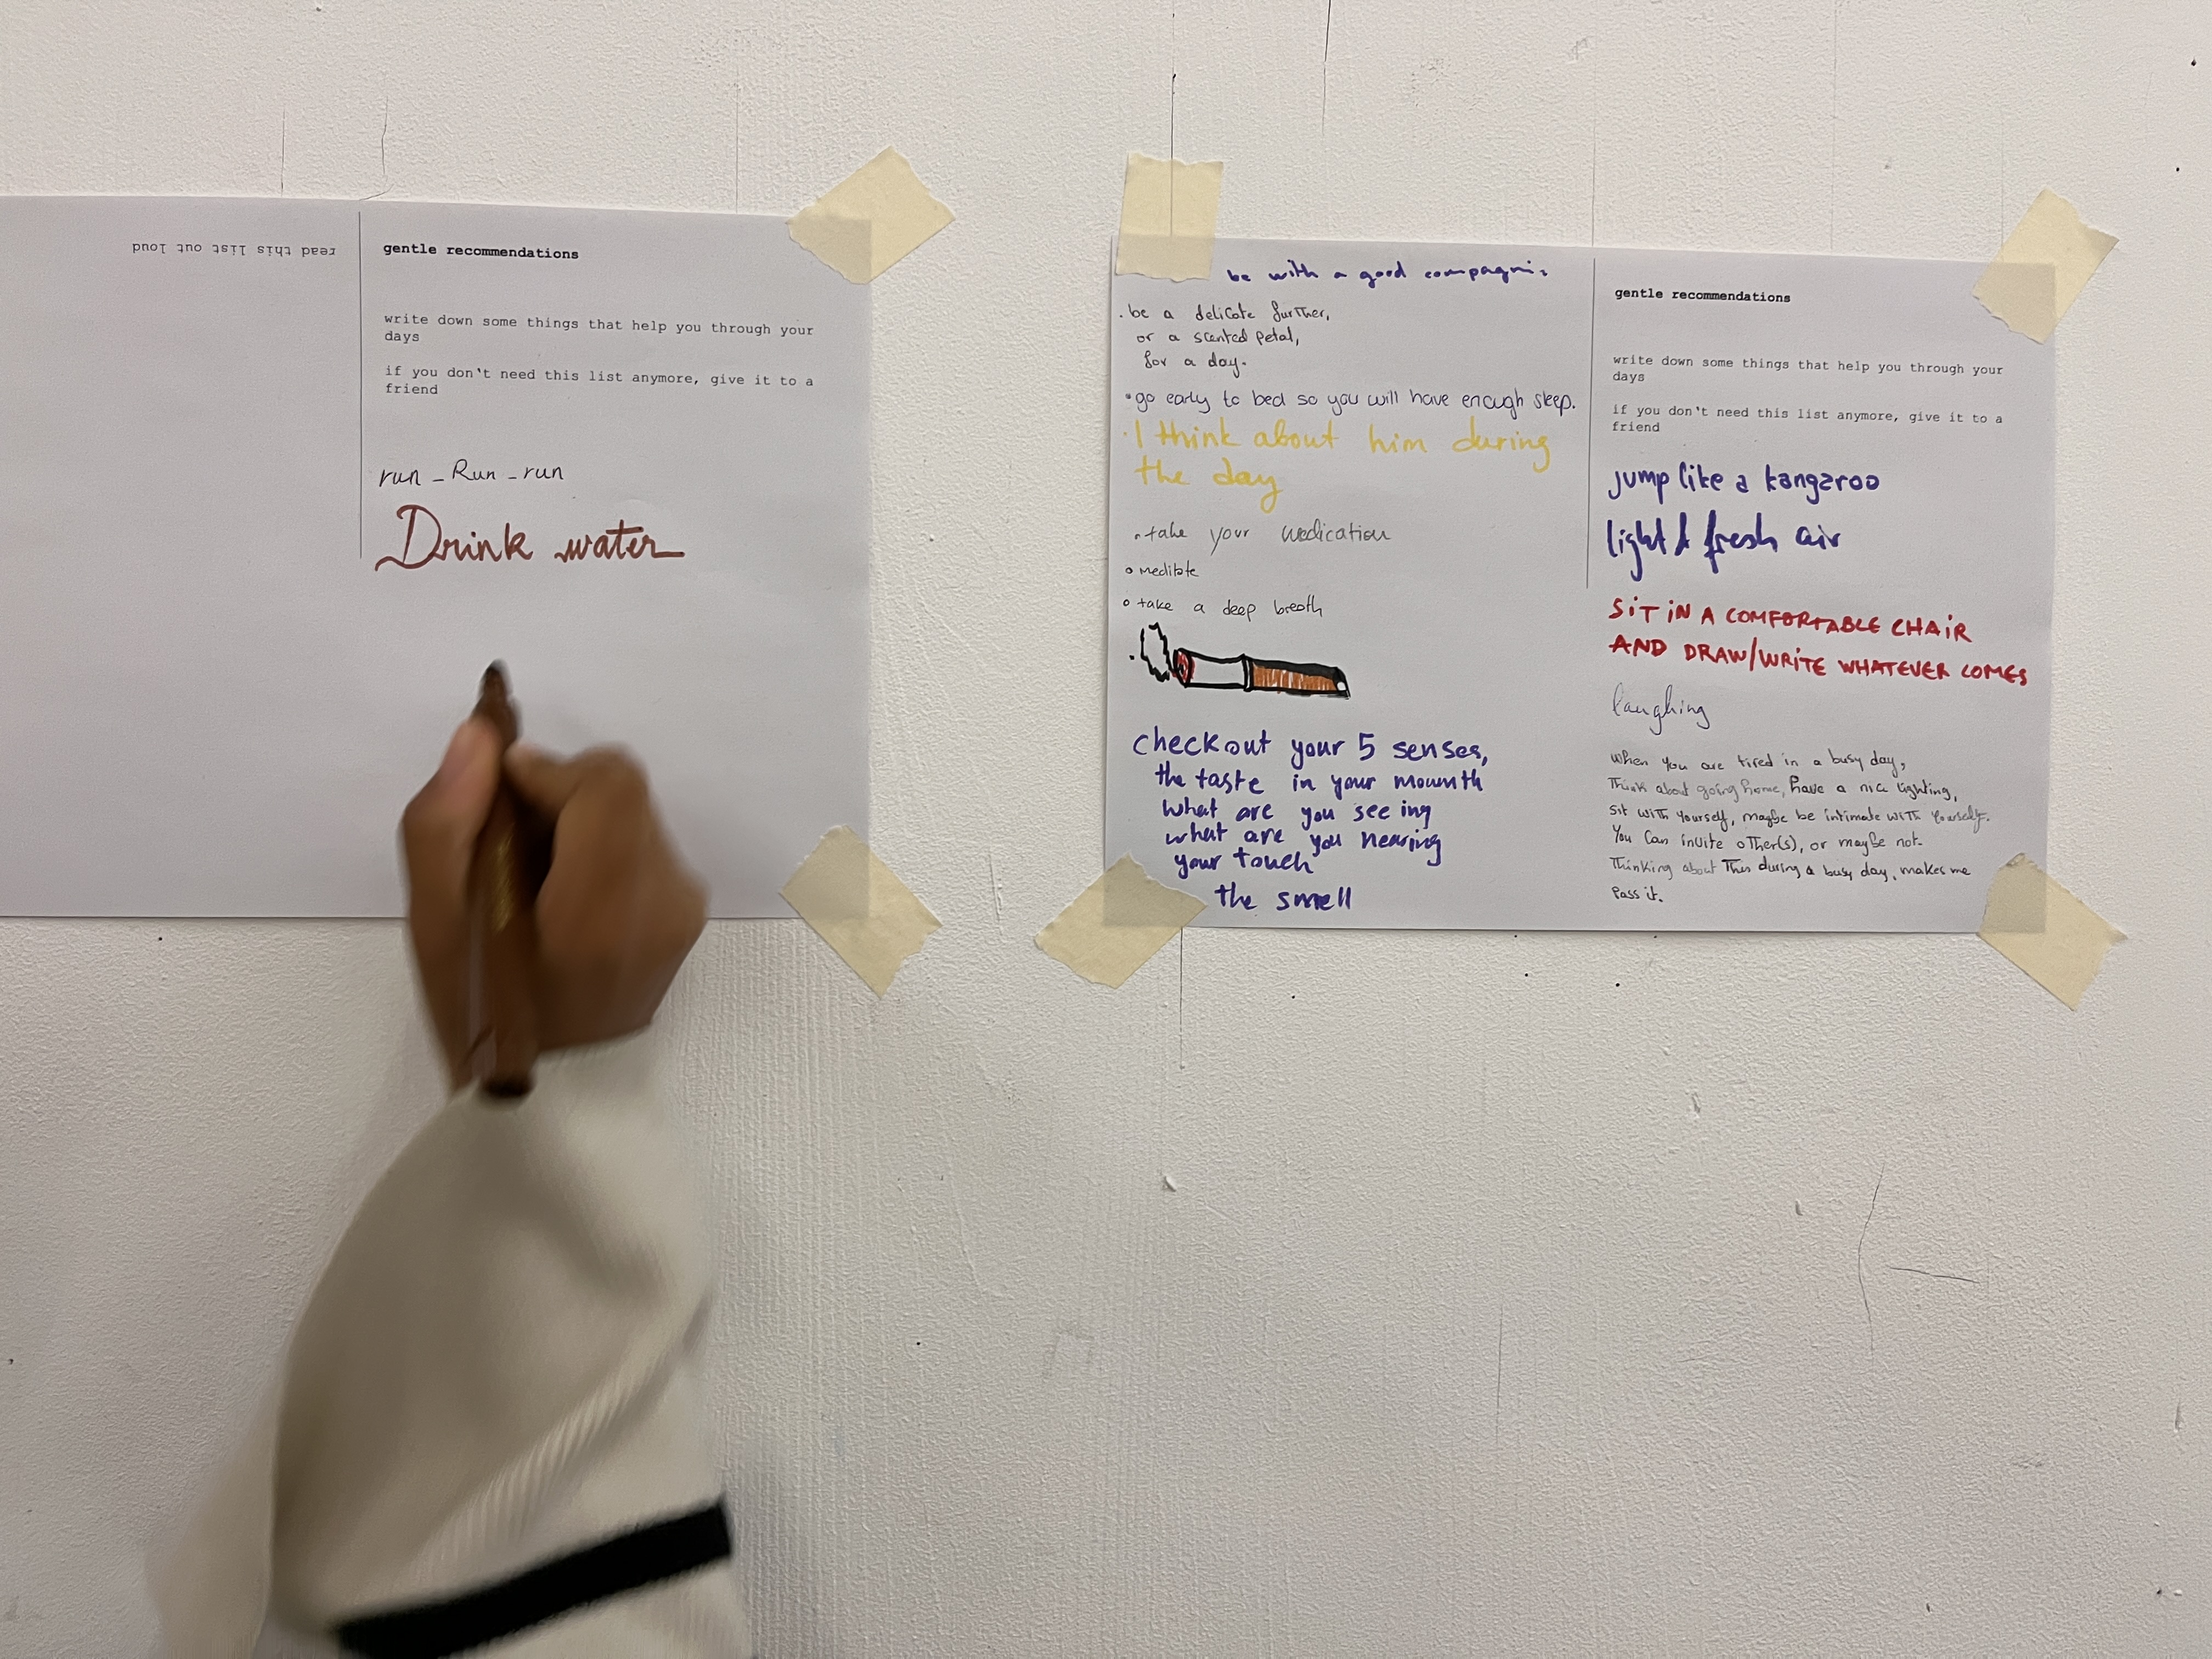 read this list out loud
gentle recommendations
write down some things that help you through your
days
if you don't need this list anymore, give it to a
friend
run _ Run _ run
Drink water
be with a good compagni.
. be a delicate further,
or a scented petal,
for a day.
• go early to bed so you will have enough sleep.
. I think about him during
the day
. take your medication
• meditate
• take a deep breath
.
checkout your 5 senses,
the taste in your mounth
what are you see ing
what are you hearing
your touch
the smell
gentle recommendations
write down some things that help you through your
days
if you don't need this list anymore, give it to a
friend
jump like a kangaroo
light & fresh air
SIT IN A COMFORTABLE CHAIR
AND DRAW/WRITE WHATEVER COMES
laughing
When you are tired in a busy day,
Think about going home, have a nice lighting,
sit with yourself, maybe be intimate with yourself.
You can invite other(s), or maybe not.
Thinking about this during a busy day, makes me
pass it.